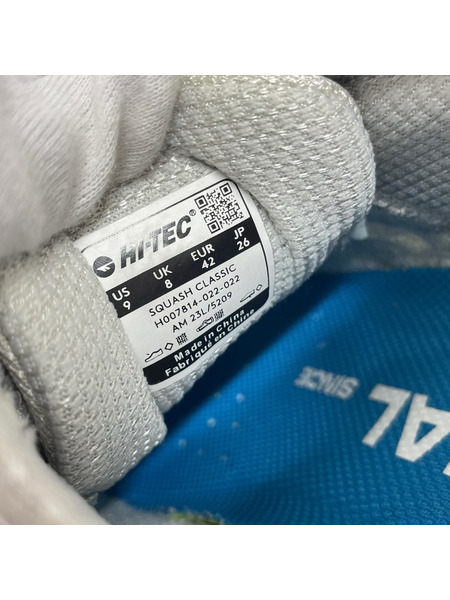 HI-TEC®
US UK EUR JP
9 8 42 26
SQUASH CLASSIC
H007814-022-022
AM 23L/5209
Made in China
Fabriqué en Chine
SINCE